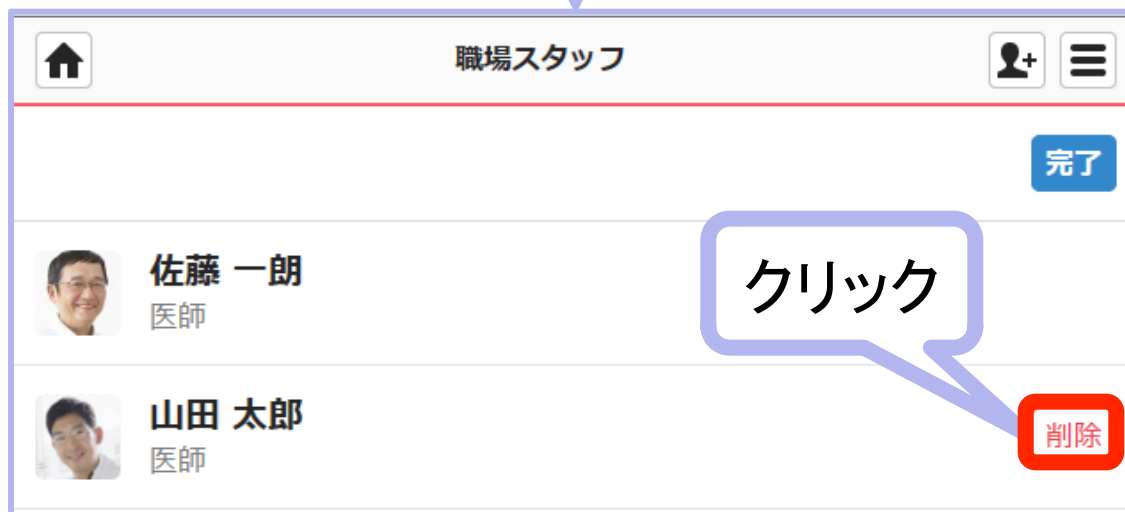 職場スタッフ
完了
佐藤 一朗
医師
クリック
山田 太郎
医師
削除